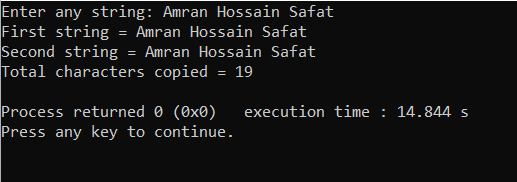 Enter any string: Amran Hossain Safat
First string = Amran Hossain Safat
Second string = Amran Hossain Safat
Total characters copied = 19
Process returned 0 (0x0)   execution time : 14.844 s
Press any key to continue.